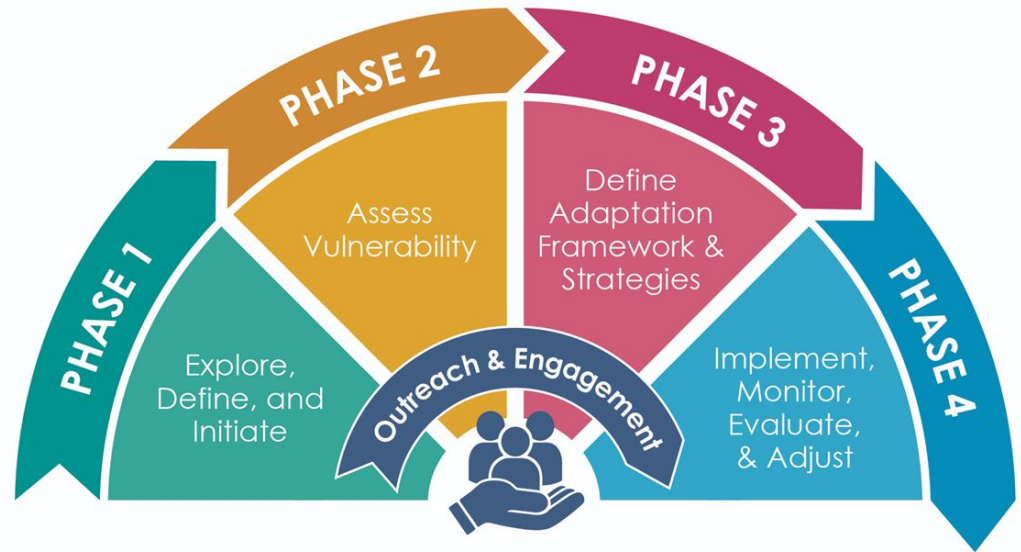 PHASE 1
Explore,
Define, and
Initiate
PHASE 2
Assess
Vulnerability
PHASE 3
Define
Adaptation
Framework &
Strategies
PHASE 4
Implement,
Monitor,
Evaluate,
& Adjust
Outreach & Engagement